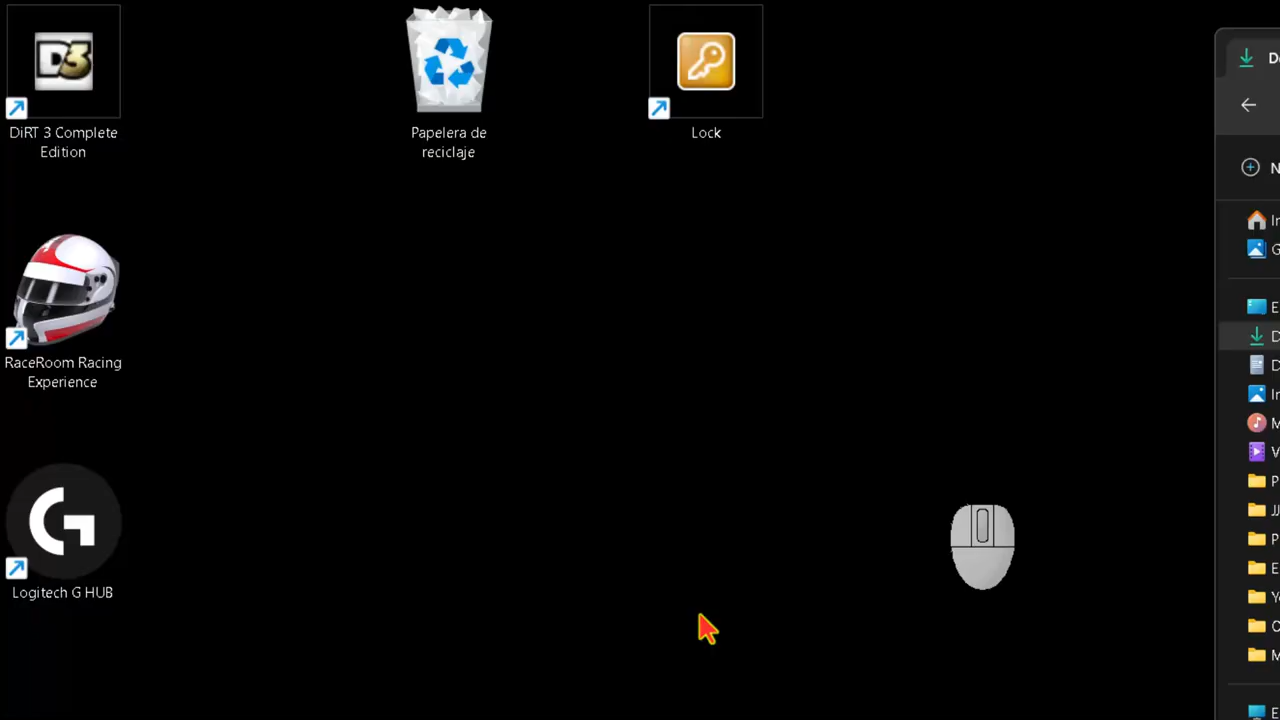 DiRT 3 Complete
Edition
Papelera de
reciclaje
Lock
RaceRoom Racing
Experience
Logitech G HUB